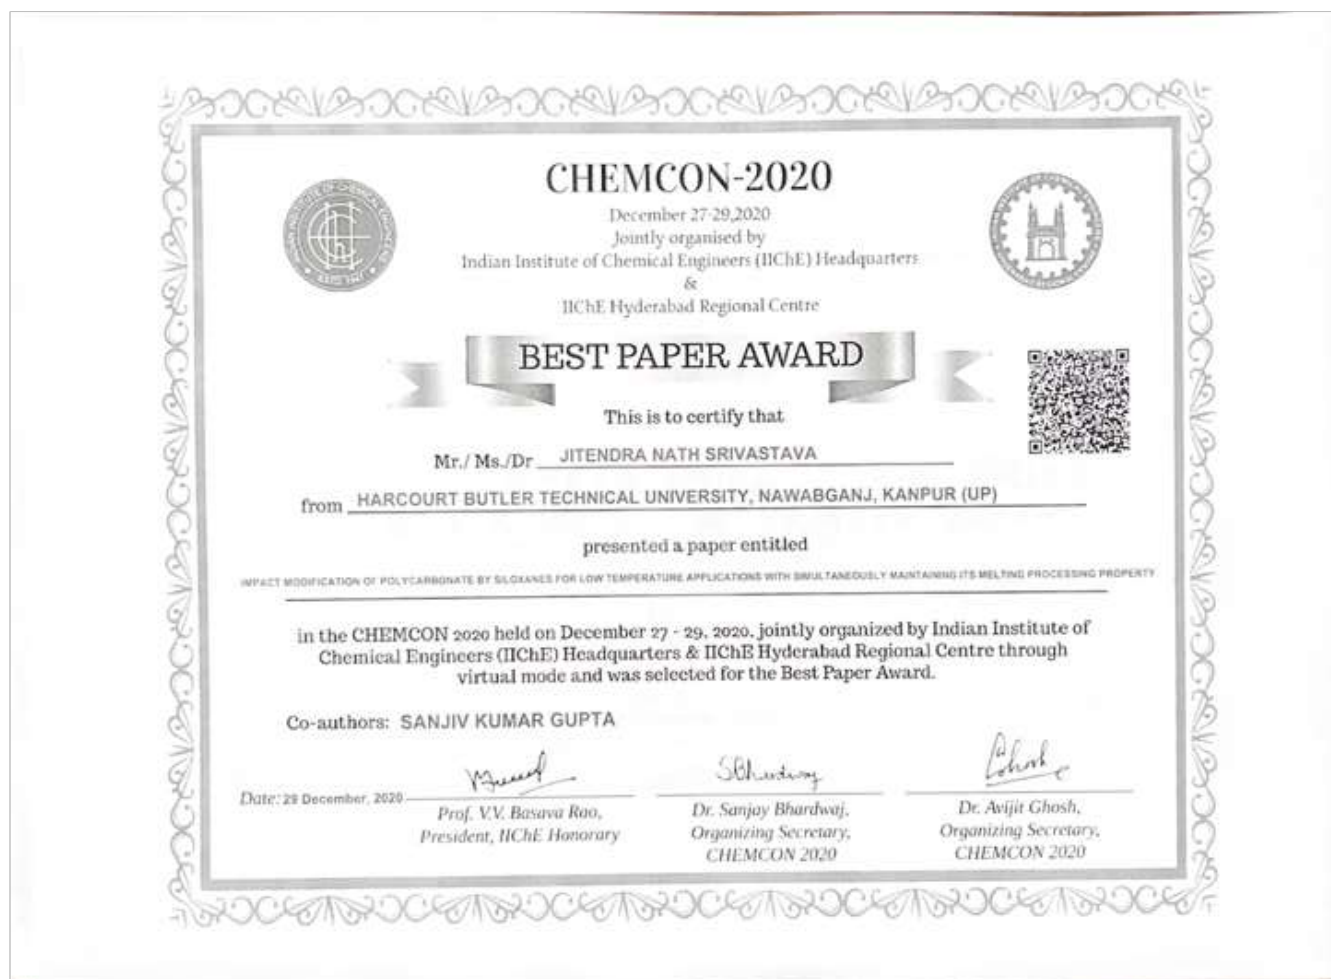 CHEMCON-2020
December 27-29,2020
Jointly organised by
Indian Institute of Chemical Engineers (IIChE) Headquarters
&
IIChE Hyderabad Regional Centre
BEST PAPER AWARD
This is to certify that
Mr./ Ms./Dr JITENDRA NATH SRIVASTAVA
from HARCOURT BUTLER TECHNICAL UNIVERSITY, NAWABGANJ, KANPUR (UP)
presented a paper entitled
IMPACT MODIFICATION OF POLYCARBONATE BY SILOXANES FOR LOW TEMPERATURE APPLICATIONS WITH SIMULTANEOUSLY MAINTAINING ITS MELTING PROCESSING PROPERTY
in the CHEMCON 2020 held on December 27 - 29, 2020, jointly organized by Indian Institute of
Chemical Engineers (IIChE) Headquarters & IIChE Hyderabad Regional Centre through
virtual mode and was selected for the Best Paper Award.
Co-authors: SANJIV KUMAR GUPTA
Date: 29 December, 2020
Prof. V.V. Basava Rao,
President, IIChE Honorary
Dr. Sanjay Bhardwaj,
Organizing Secretary,
CHEMCON 2020
Dr. Avijit Ghosh,
Organizing Secretary,
CHEMCON 2020